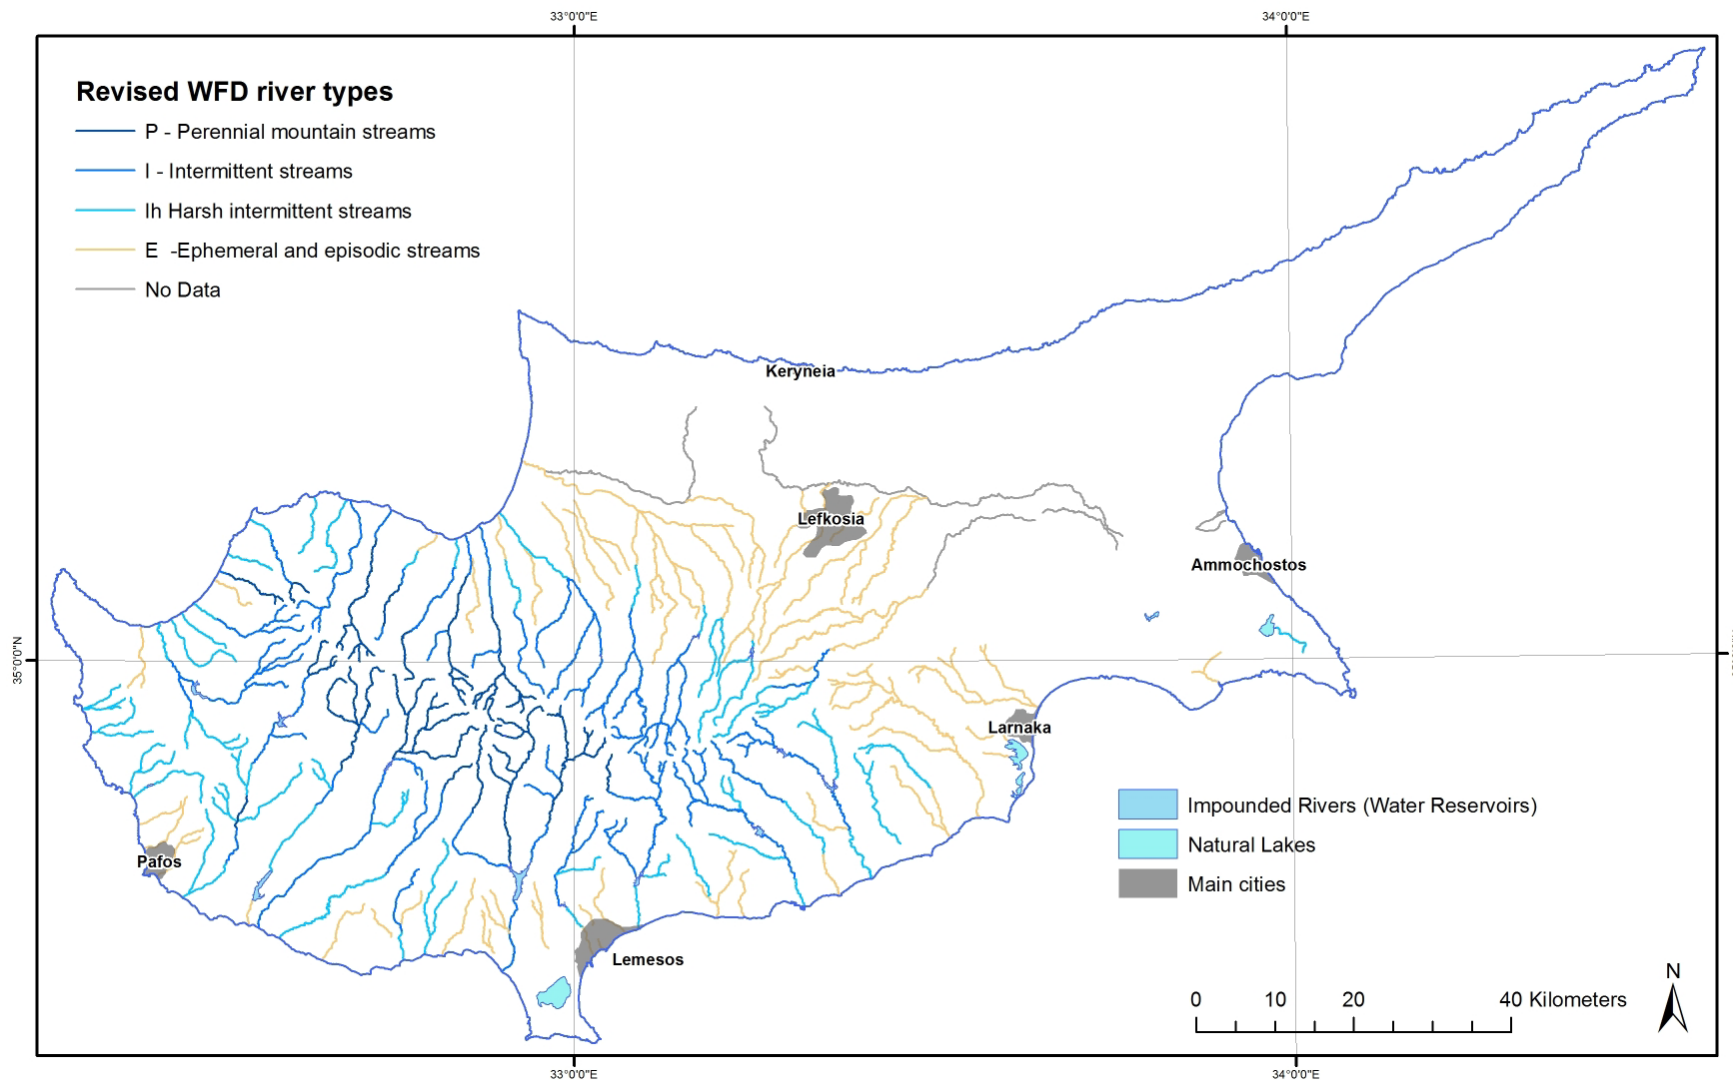 33°0'0"E
34°0'0"E
Revised WFD river types
P - Perennial mountain streams
I - Intermittent streams
Ih Harsh intermittent streams
E -Ephemeral and episodic streams
No Data
Keryneia
Lefkosia
Ammochostos
35°0'0"N
Larnaka
Impounded Rivers (Water Reservoirs)
Natural Lakes
Main cities
Pafos
Lemesos
N
0 10 20 40 Kilometers
33°0'0"E
34°0'0"E